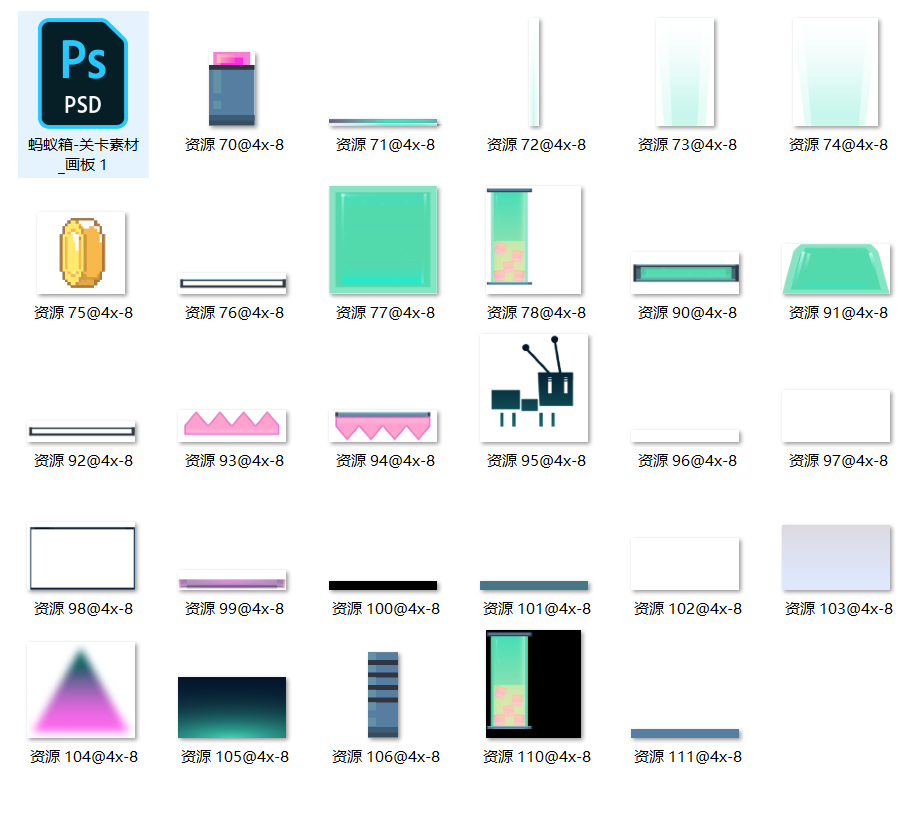 Ps
PSD
蚂蚁箱-关卡素材
_画板 1
资源 70@4x-8
资源 71@4x-8
资源 72@4x-8
资源 73@4x-8
资源 74@4x-8
资源 75@4x-8
资源 76@4x-8
资源 77@4x-8
资源 78@4x-8
资源 90@4x-8
资源 91@4x-8
资源 92@4x-8
资源 93@4x-8
资源 94@4x-8
资源 95@4x-8
资源 96@4x-8
资源 97@4x-8
资源 98@4x-8
资源 99@4x-8
资源 100@4x-8
资源 101@4x-8
资源 102@4x-8
资源 103@4x-8
资源 104@4x-8
资源 105@4x-8
资源 106@4x-8
资源 110@4x-8
资源 111@4x-8